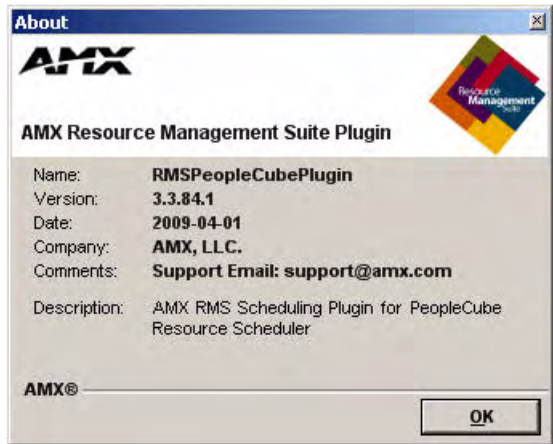 About
AMX
Resource
Management
Suite
AMX Resource Management Suite Plugin
Name: RMSPeopleCubePlugin
Version: 3.3.84.1
Date: 2009-04-01
Company: AMX, LLC.
Comments: Support Email: support@amx.com
Description: AMX RMS Scheduling Plugin for PeopleCube
Resource Scheduler
AMX®
OK